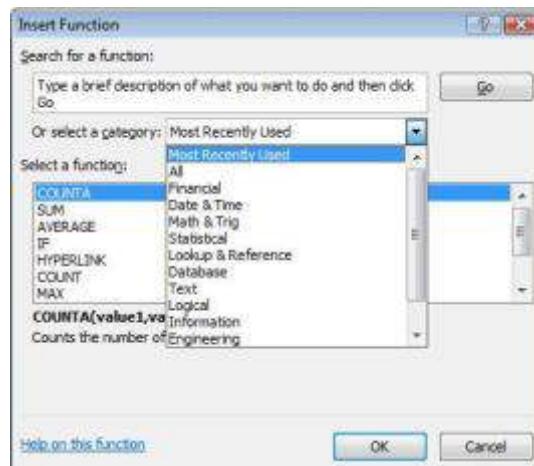 Insert Function
Search for a function:
Type a brief description of what you want to do and then click
Go
Go
Or select a category: Most Recently Used
Most Recently Used
All
Financial
Date & Time
Math & Trig
Statistical
Lookup & Reference
Database
Text
Logical
Information
Engineering
Select a function:
COUNTA
SUM
AVERAGE
IF
HYPERLINK
COUNT
MAX
COUNTA(value1,va
Counts the number of
Help on this function
OK
Cancel